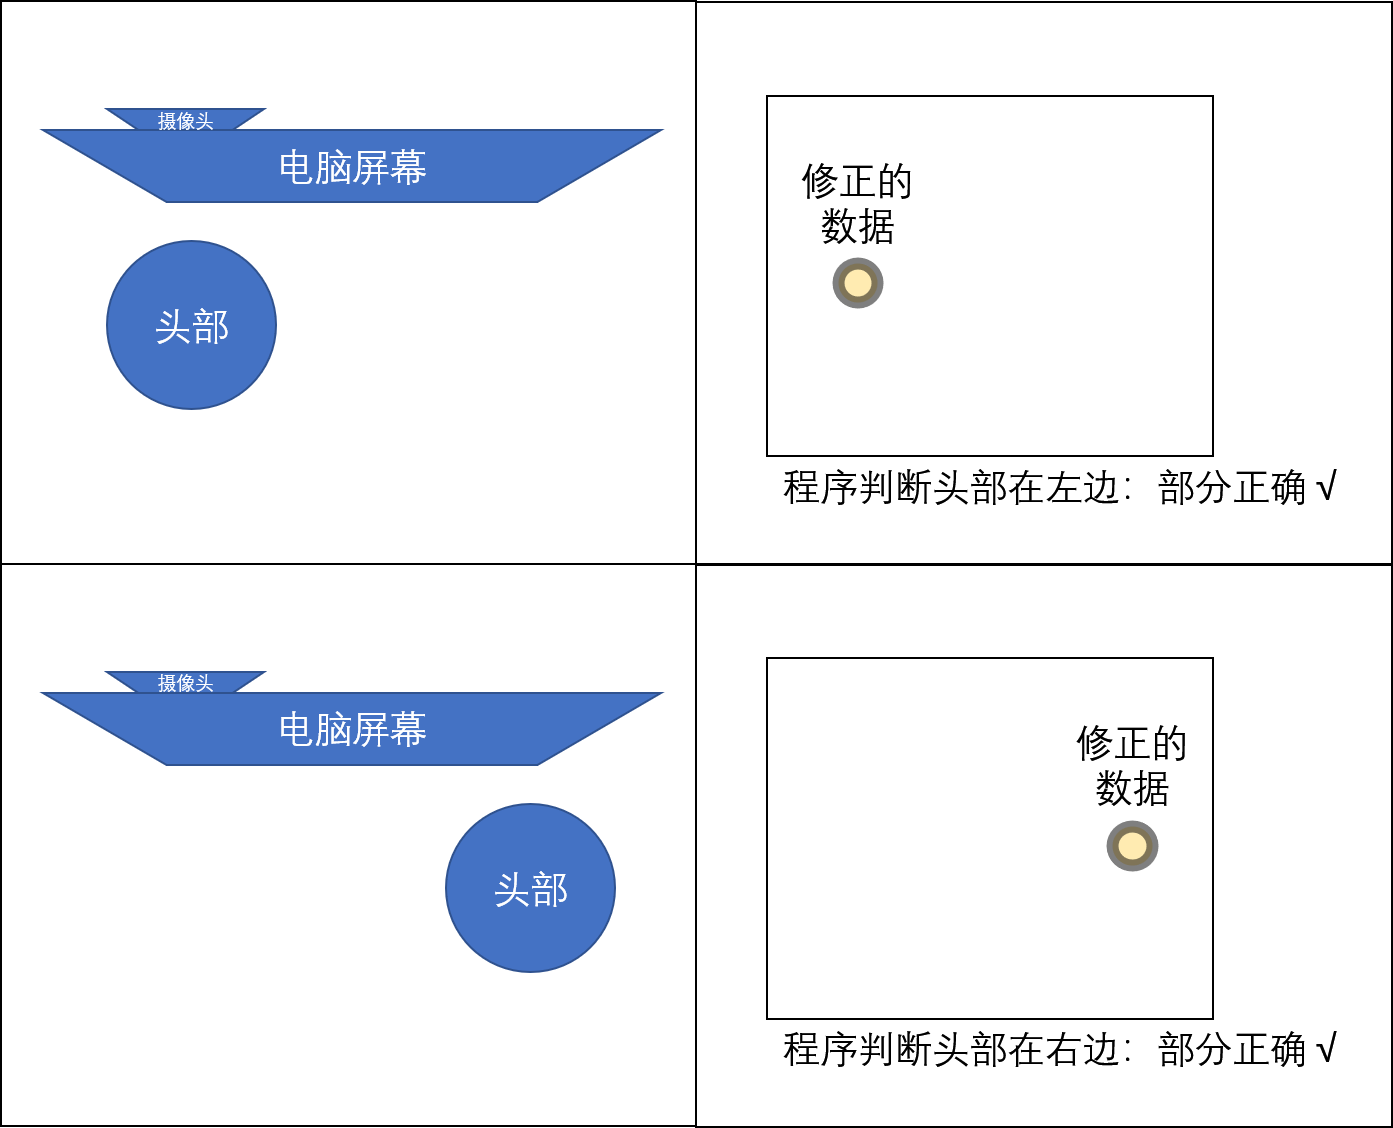 摄像头
电脑屏幕
头部
修正的
数据
程序判断头部在左边：部分正确 √
摄像头
电脑屏幕
头部
修正的
数据
程序判断头部在右边：部分正确 √